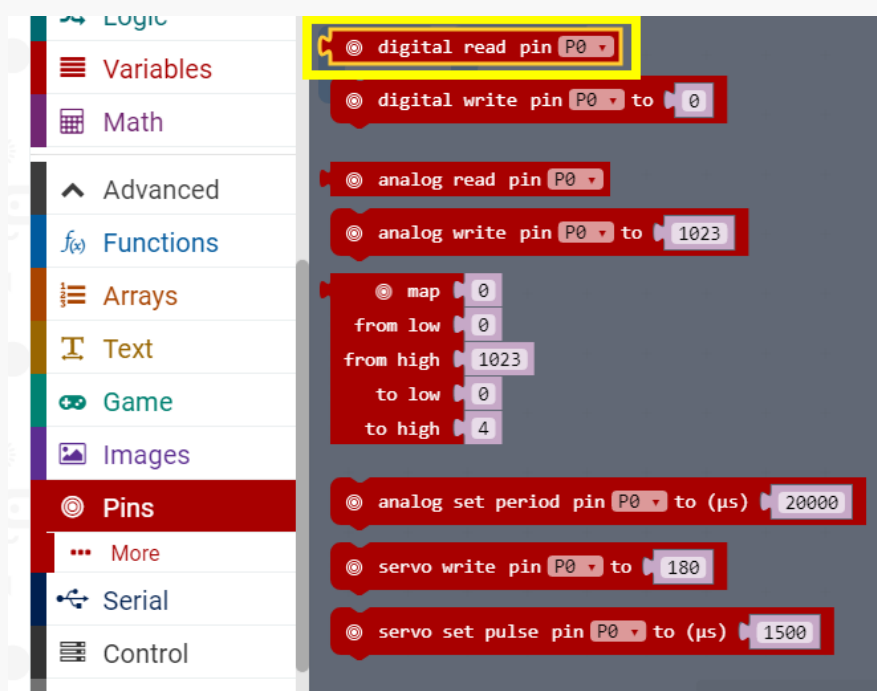 Logic
Variables
Math
Advanced
f(x) Functions
Arrays
T Text
Game
Images
Pins
More
Serial
Control
digital read pin P0
digital write pin P0 to 0
analog read pin P0
analog write pin P0 to 1023
map 0
from low 0
from high 1023
to low 0
to high 4
analog set period pin P0 to (µs) 20000
servo write pin P0 to 180
servo set pulse pin P0 to (µs) 1500